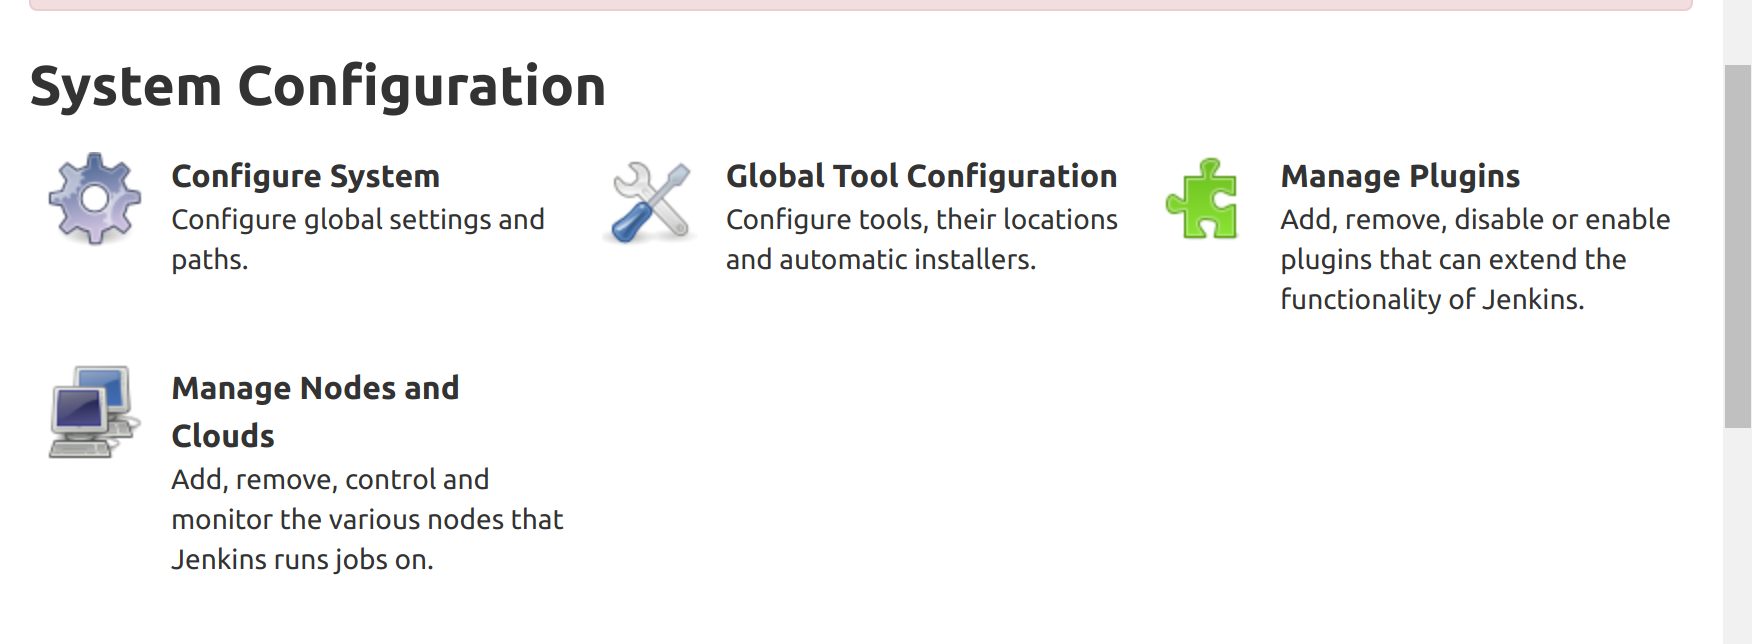 System Configuration
Configure System
Configure global settings and
paths.
Global Tool Configuration
Configure tools, their locations
and automatic installers.
Manage Plugins
Add, remove, disable or enable
plugins that can extend the
functionality of Jenkins.
Manage Nodes and
Clouds
Add, remove, control and
monitor the various nodes that
Jenkins runs jobs on.